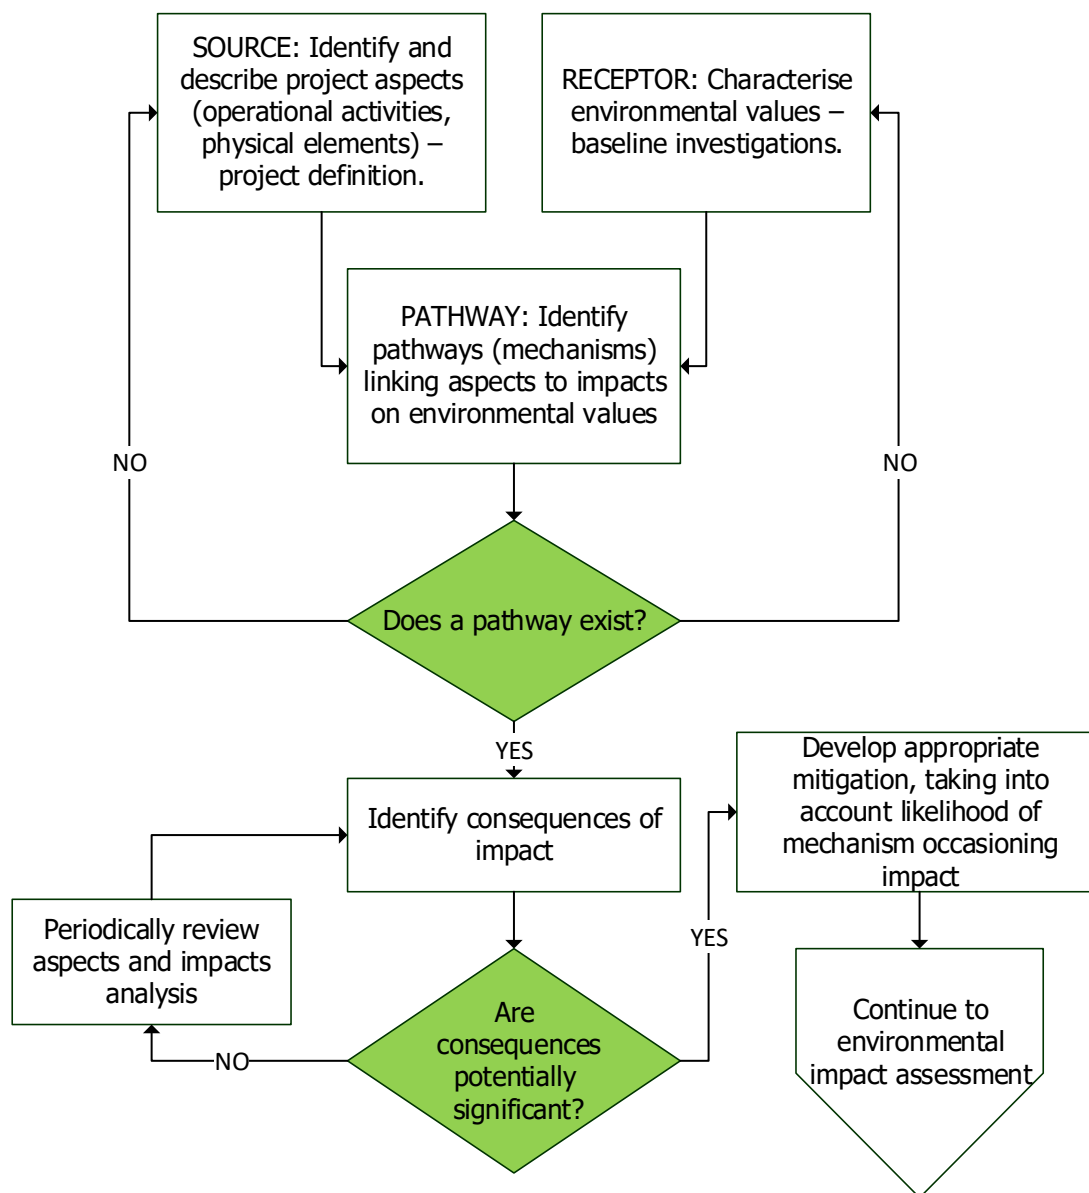 SOURCE: Identify and
describe project aspects
(operational activities,
physical elements) –
project definition.
RECEPTOR: Characterise
environmental values –
baseline investigations.
PATHWAY: Identify
pathways (mechanisms)
linking aspects to impacts
on environmental values
NO
NO
Does a pathway exist?
YES
Identify consequences of
impact
Develop appropriate
mitigation, taking into
account likelihood of
mechanism occasioning
impact
Periodically review
aspects and impacts
analysis
YES
Are
consequences
potentially
significant?
NO
Continue to
environmental
impact assessment